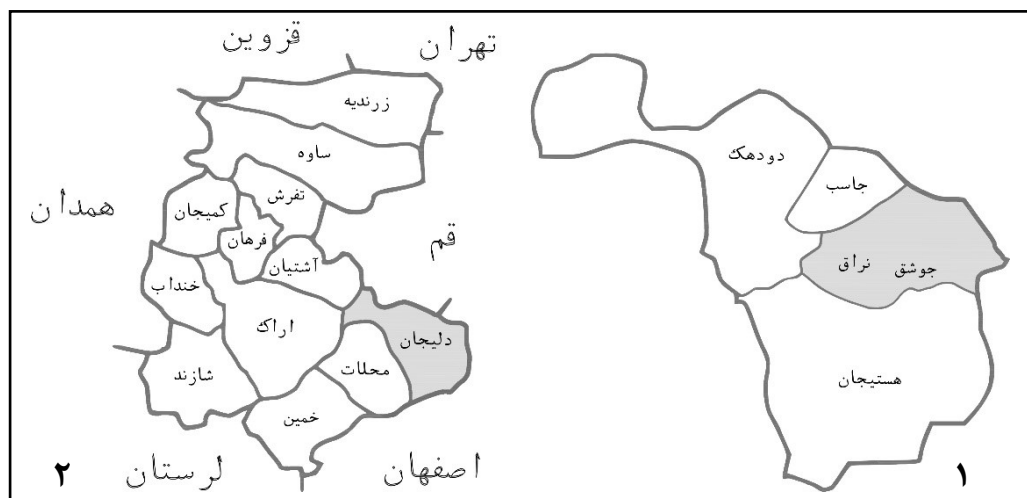 قزوین
تهران
زرندیه
ساوه
تفرش
کمیجان
همدان
فرهان
قم
آشتیان
خنداب
اراک
دلیجان
محلات
شازند
خمین
لرستان
اصفهان
۲
دودهک
جاسب
نراق
جوشق
هستیجان
۱